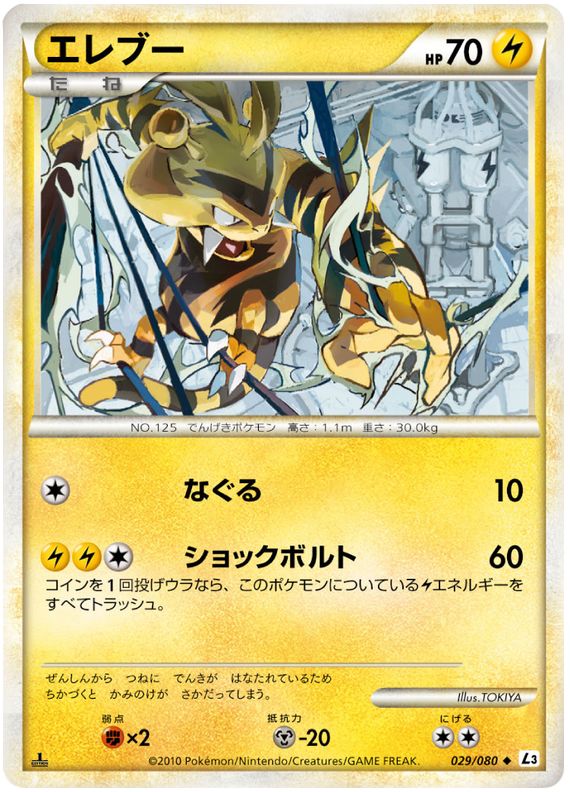 エレブー
HP70
たね
NO.125 でんげきポケモン 高さ:1.1m 重さ:30.0kg
なぐる 10
ショックボルト 60
コインを1回投げウラなら、このポケモンについているエネルギーを
すべてトラッシュ。
ぜんしんから つねに でんきが はなたれているため
ちかづくと かみのけが さかだってしまう。
Illus.TOKIYA
弱点 抵抗力 にげる
×2 -20
1 EDITION
©2010 Pokémon/Nintendo/Creatures/GAME FREAK.
029/080 ◆ L3